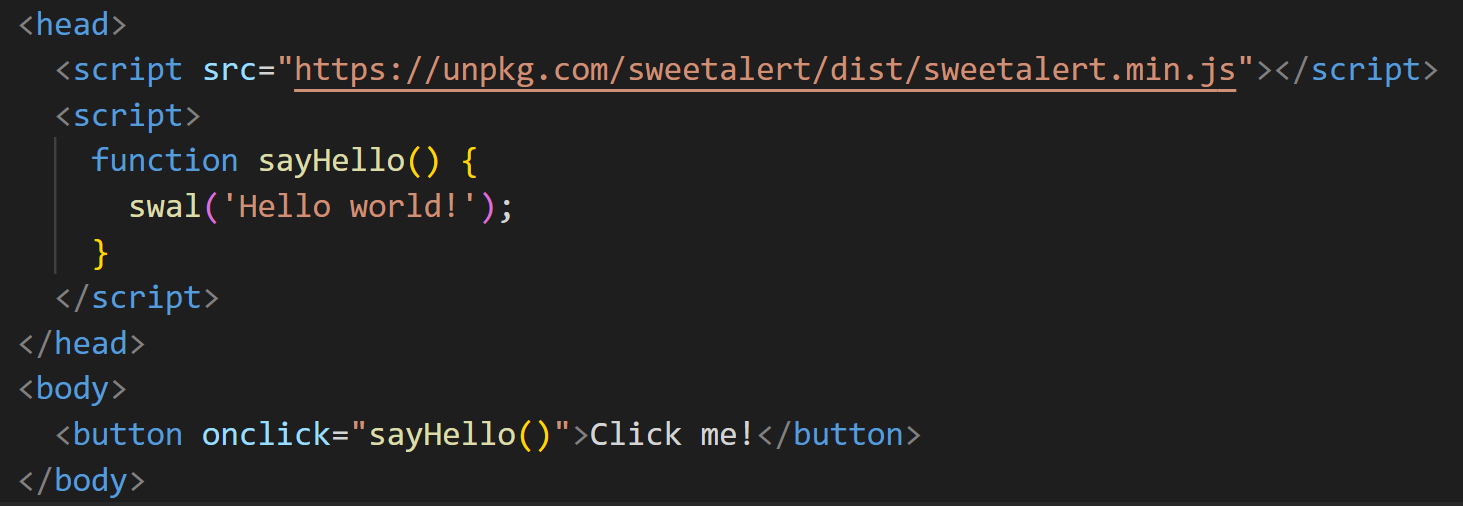 <head>
  <script src="https://unpkg.com/sweetalert/dist/sweetalert.min.js"></script>
  <script>
    function sayHello() {
      swal('Hello world!');
    }
  </script>
</head>
<body>
  <button onclick="sayHello()">Click me!</button>
</body>